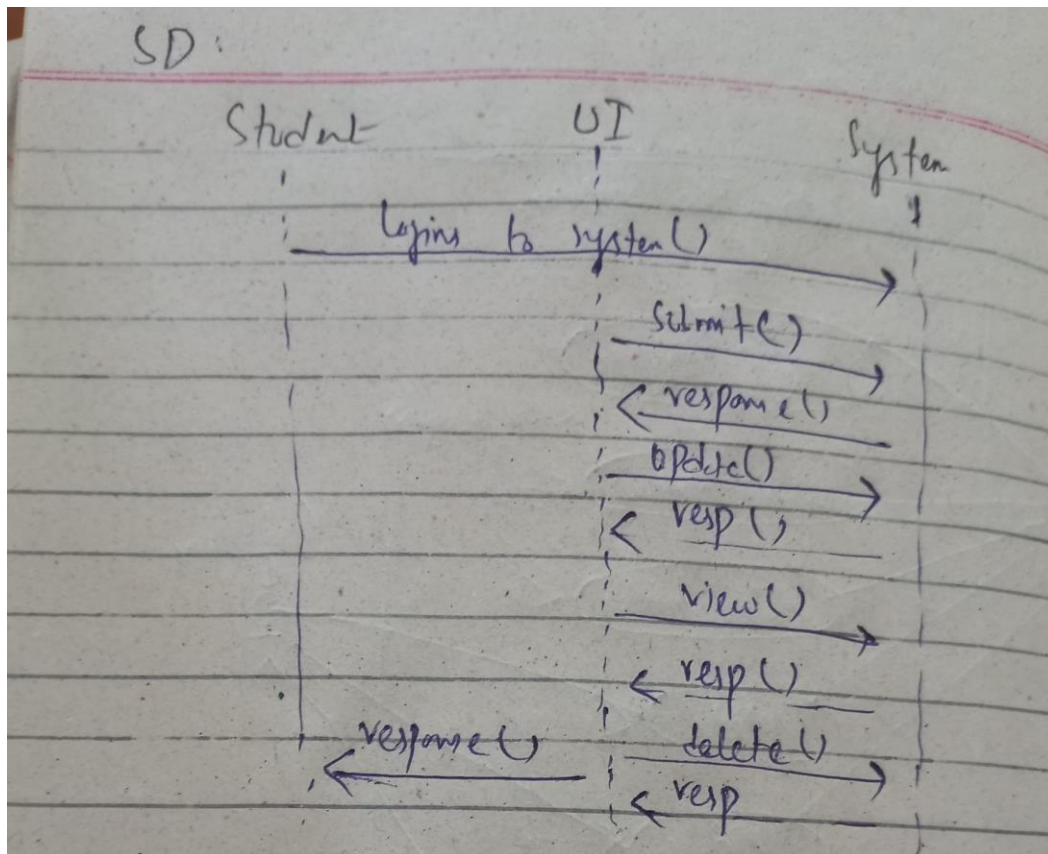 SD:
Student UI System
Logins to system()
Submit()
response()
Update()
resp()
view()
resp()
response() delete()
resp